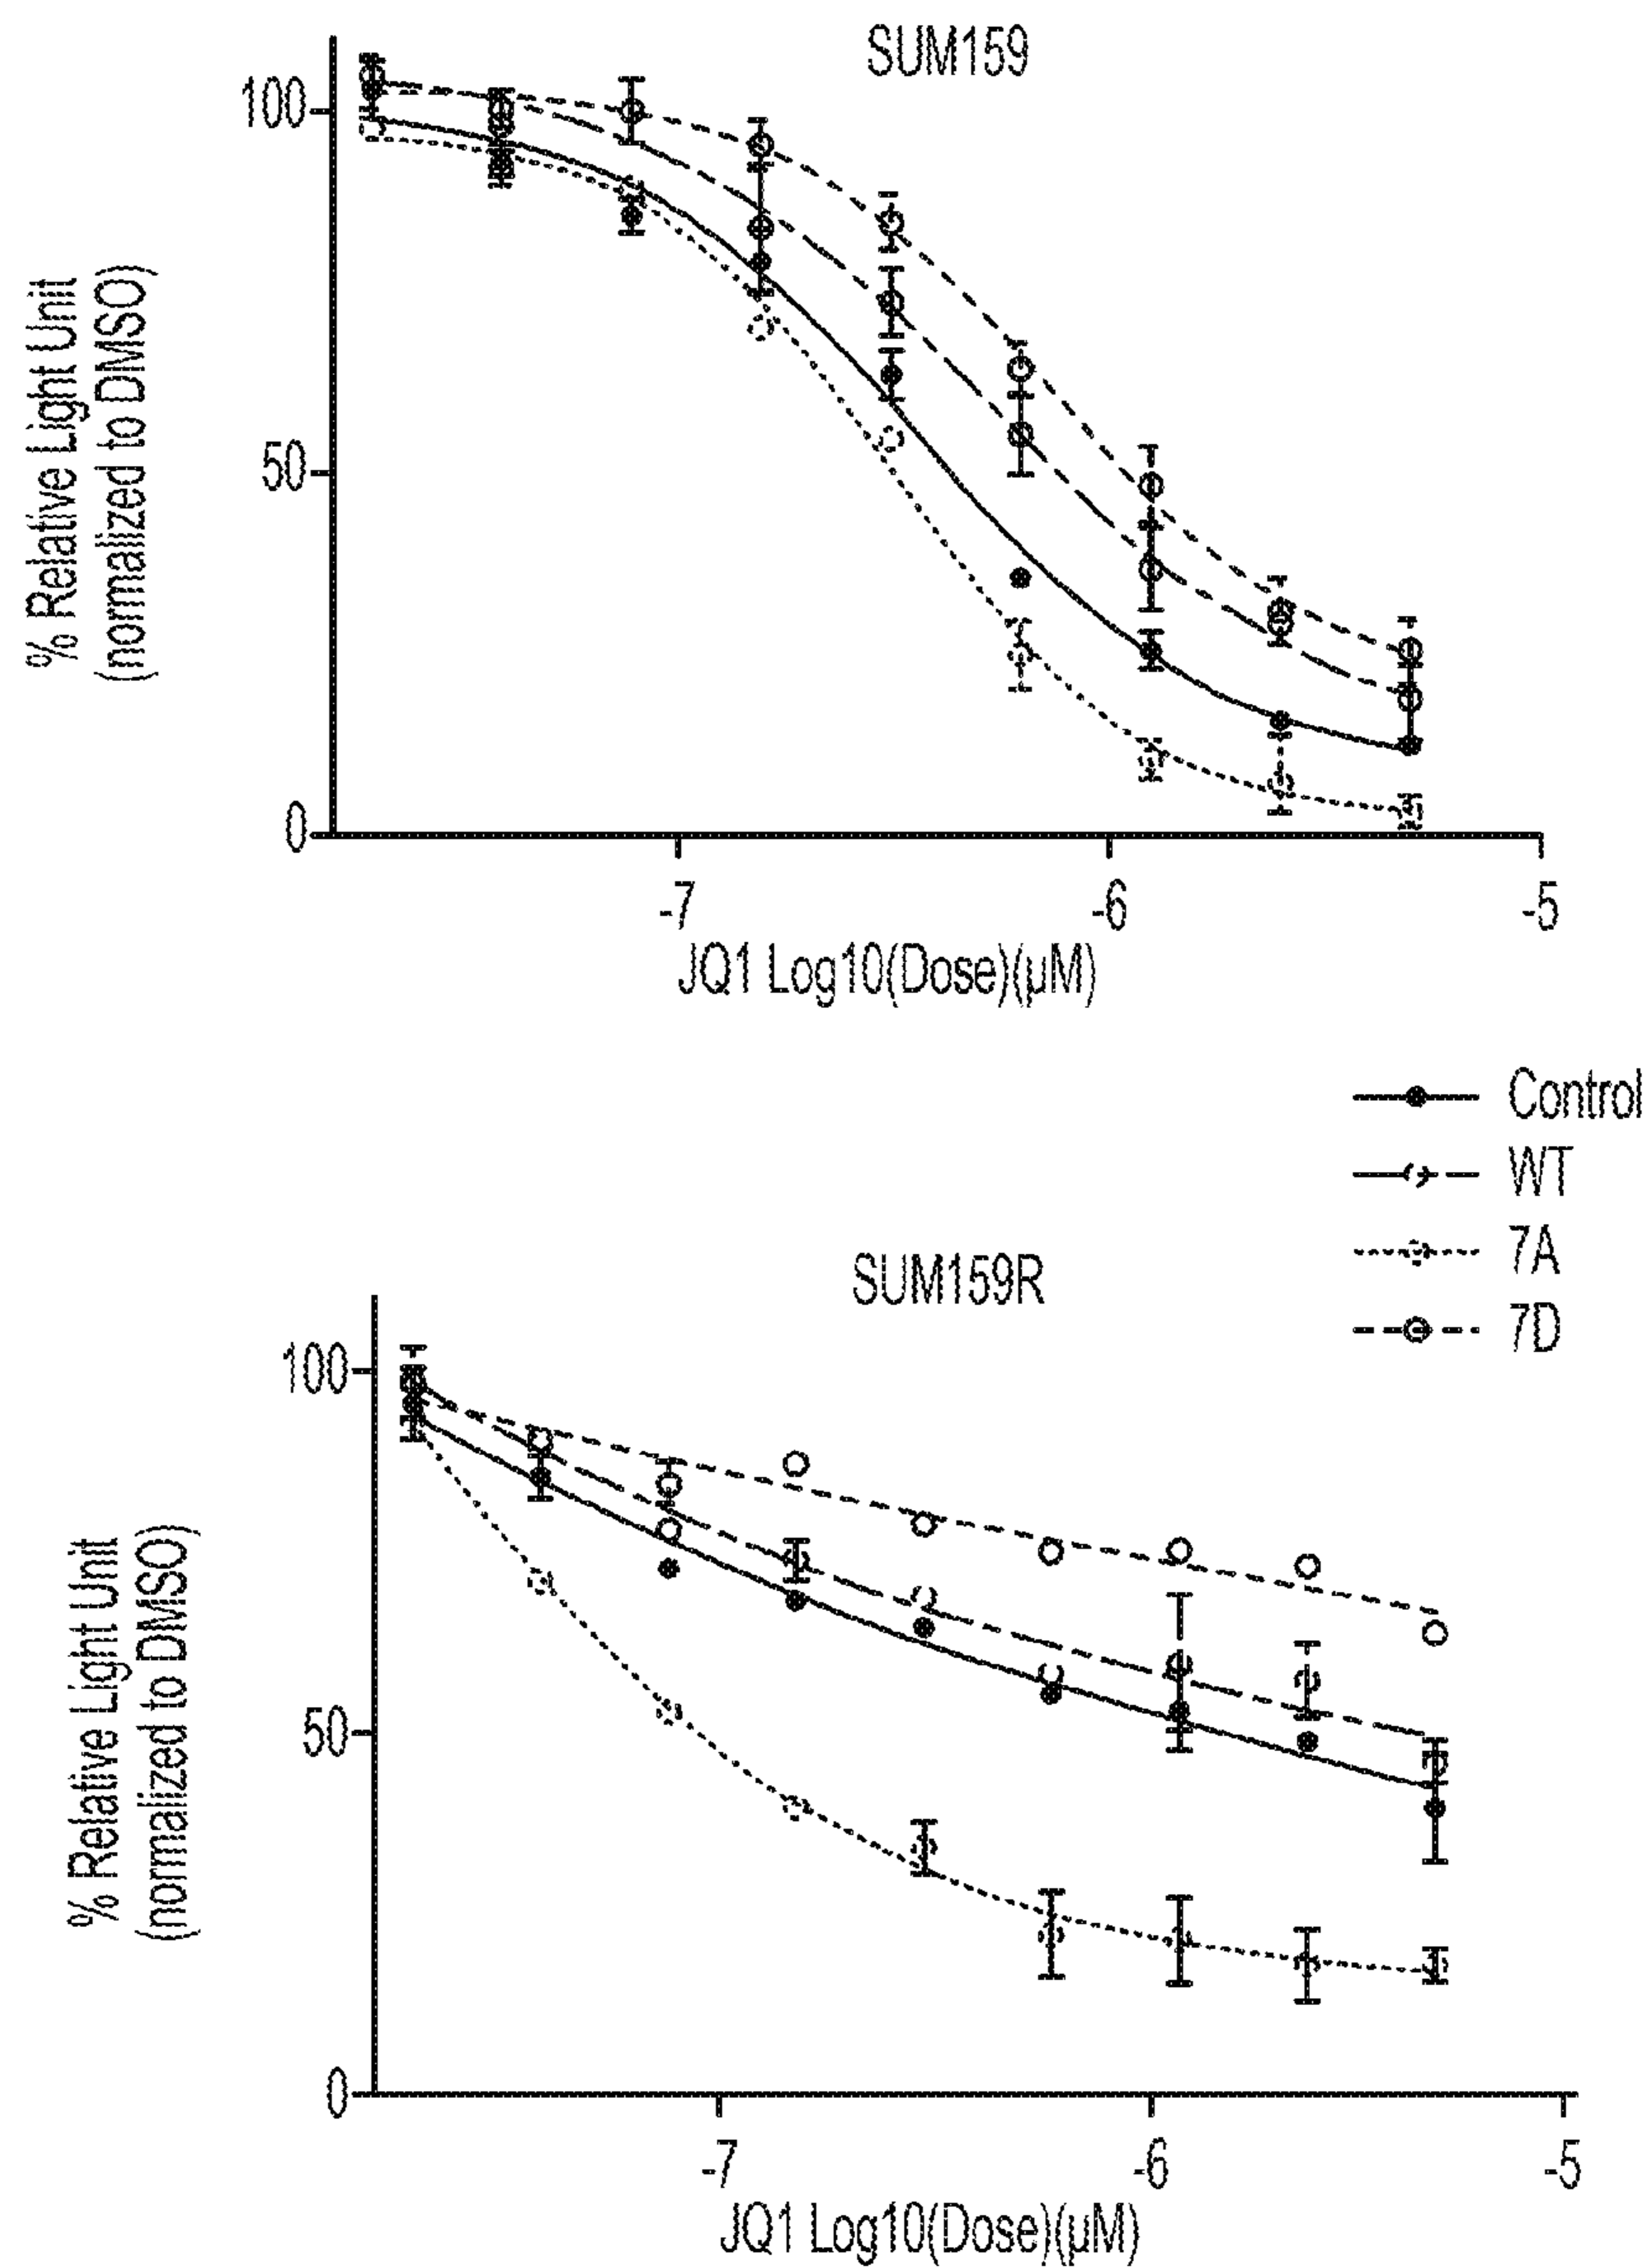 SUM159
% Relative Light Unit
(normalized to DMSO)
100
50
0
-7
-6
-5
JQ1 Log10(Dose)(µM)
Control
WT
7A
7D
SUM159R
% Relative Light Unit
(normalized to DMSO)
100
50
0
-7
-6
-5
JQ1 Log10(Dose)(µM)